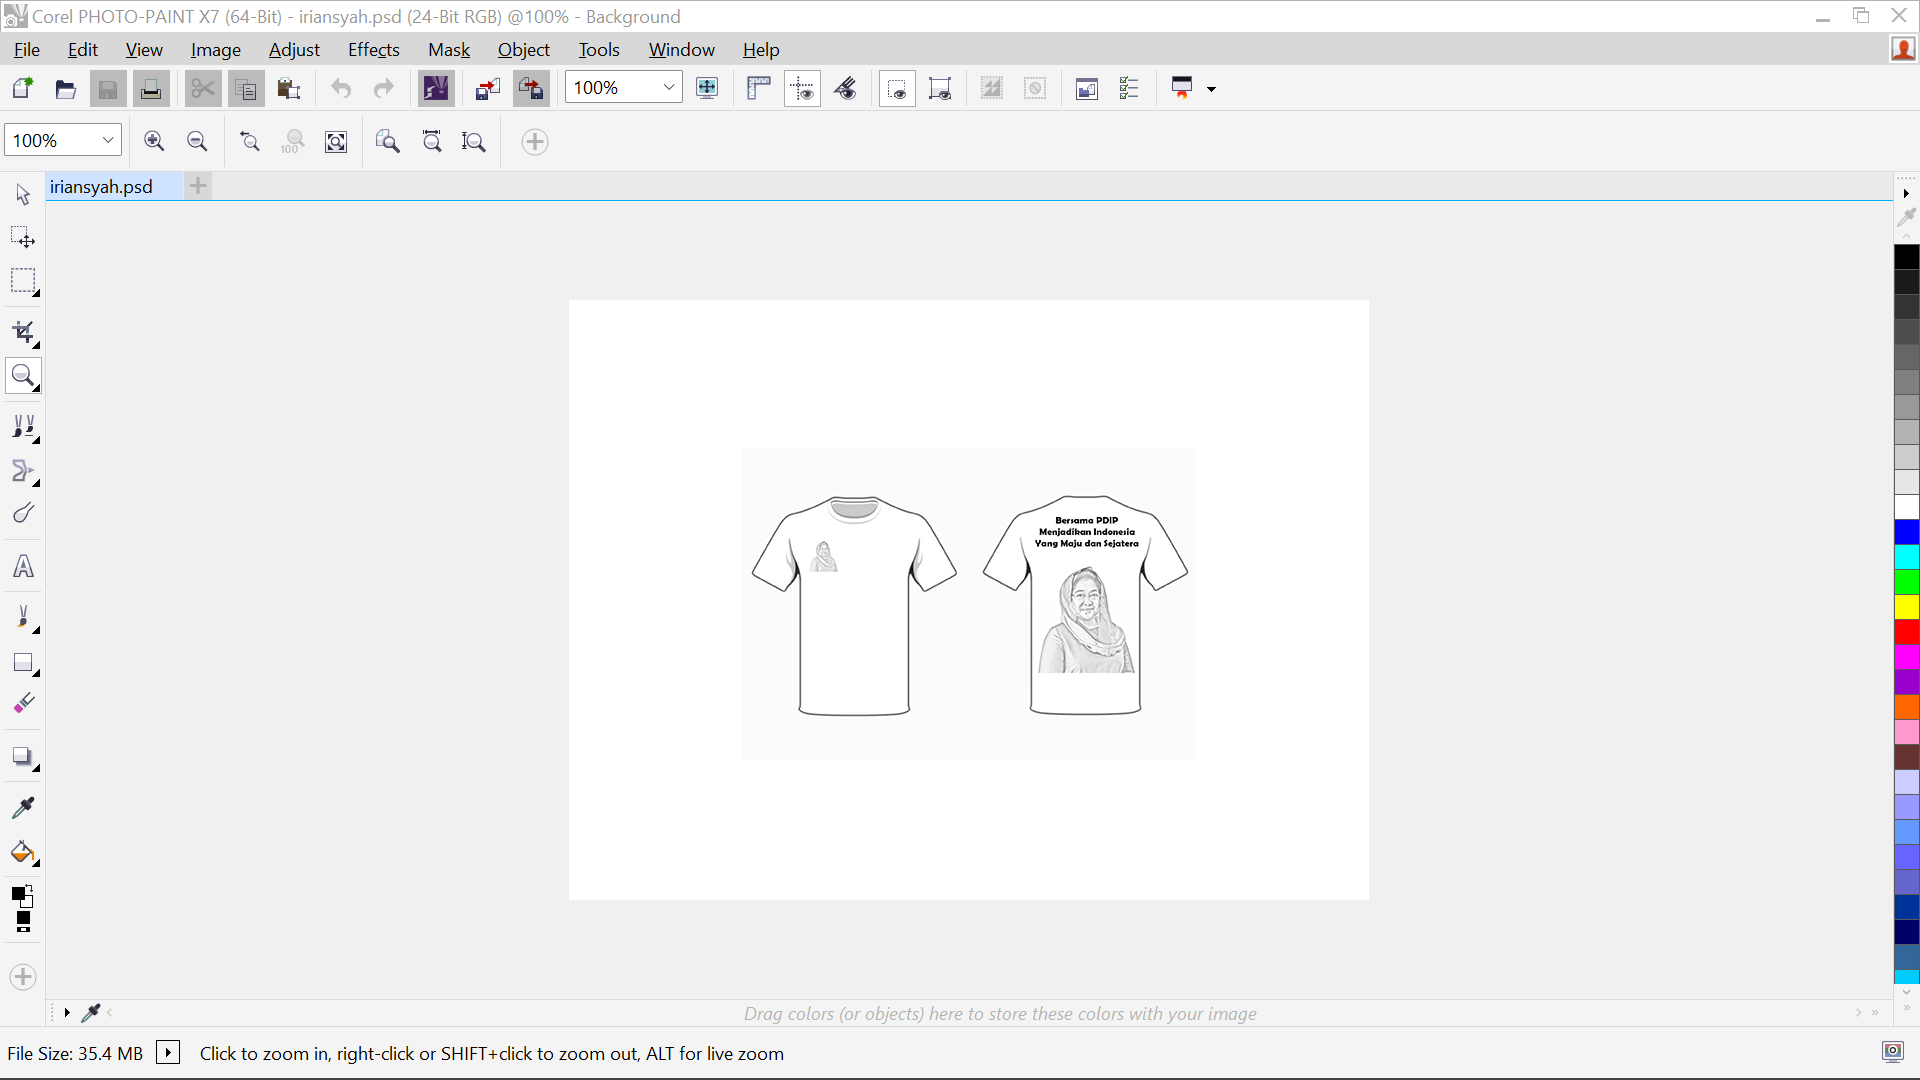 Corel PHOTO-PAINT X7 (64-Bit) - iriansyah.psd (24-Bit RGB) @100% - Background
File Edit View Image Adjust Effects Mask Object Tools Window Help
100%
100%
100
iriansyah.psd
Bersama PDIP
Menjadikan Indonesia
Yang Maju dan Sejatera
A
Drag colors (or objects) here to store these colors with your image
File Size: 35.4 MB Click to zoom in, right-click or SHIFT+click to zoom out, ALT for live zoom